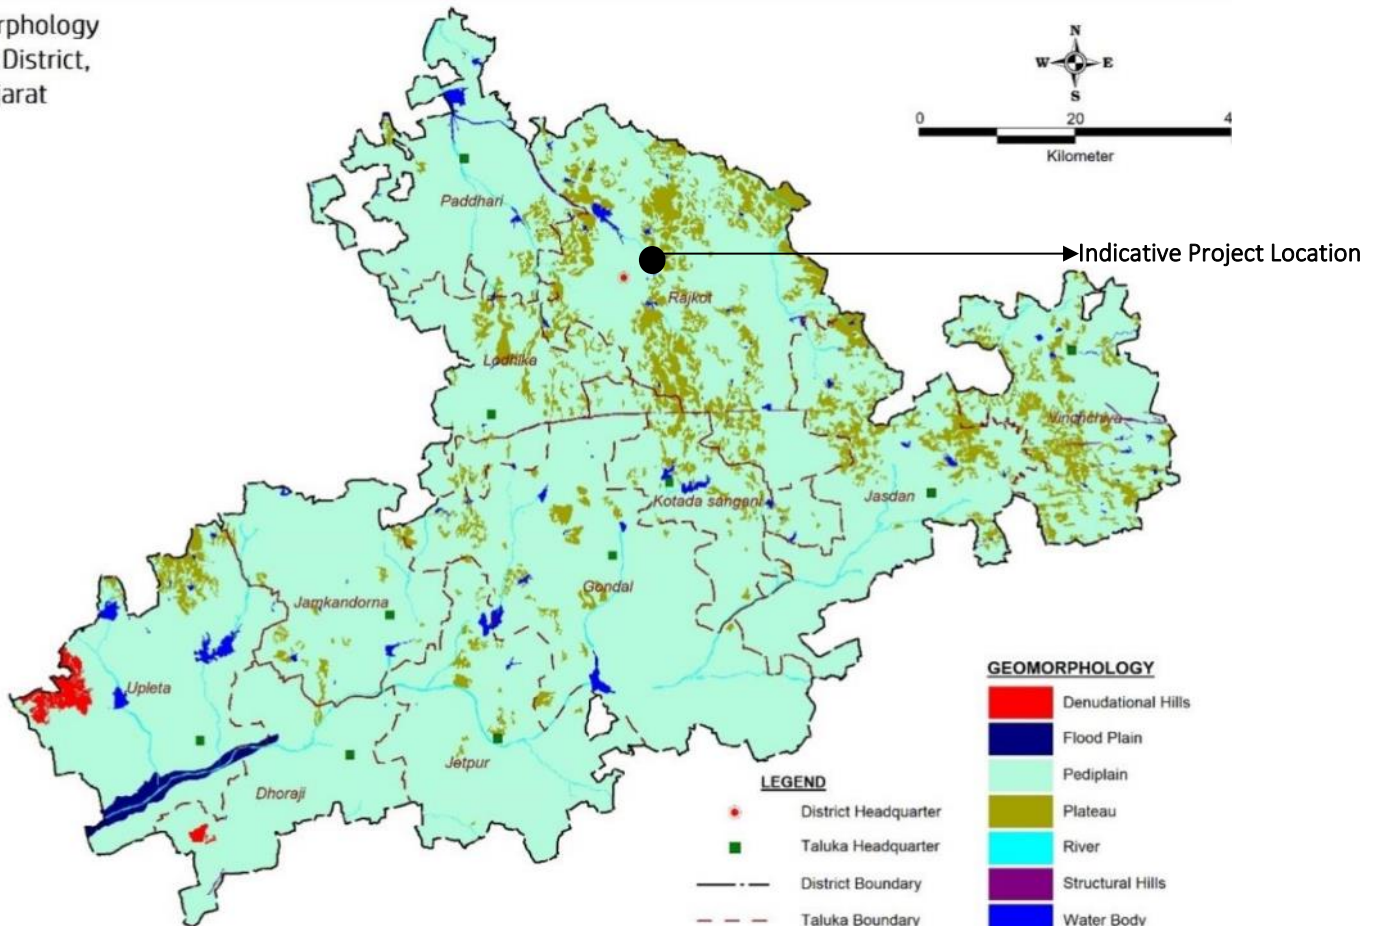 rphology
District,
arat
N
W E
S
0 20 4
Kilometer
Paddhari
Indicative Project Location
Rajkot
Lodhika
Vinchchiya
Kotada sangani
Jasdan
Gondal
Jamkandorna
Upleta
Jetpur
Dhoraji
LEGEND
District Headquarter
Taluka Headquarter
District Boundary
Taluka Boundary
GEOMORPHOLOGY
Denudational Hills
Flood Plain
Pediplain
Plateau
River
Structural Hills
Water Body